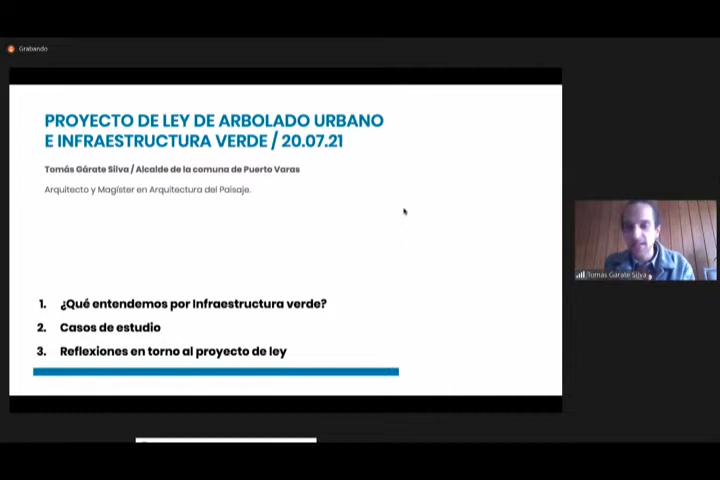 Grabando
PROYECTO DE LEY DE ARBOLADO URBANO
E INFRAESTRUCTURA VERDE / 20.07.21
Tomás Gárate Silva / Alcalde de la comuna de Puerto Varas
Arquitecto y Magíster en Arquitectura del Paisaje.
Tomás Gárate Silva
1. ¿Qué entendemos por Infraestructura verde?
2. Casos de estudio
3. Reflexiones en torno al proyecto de ley